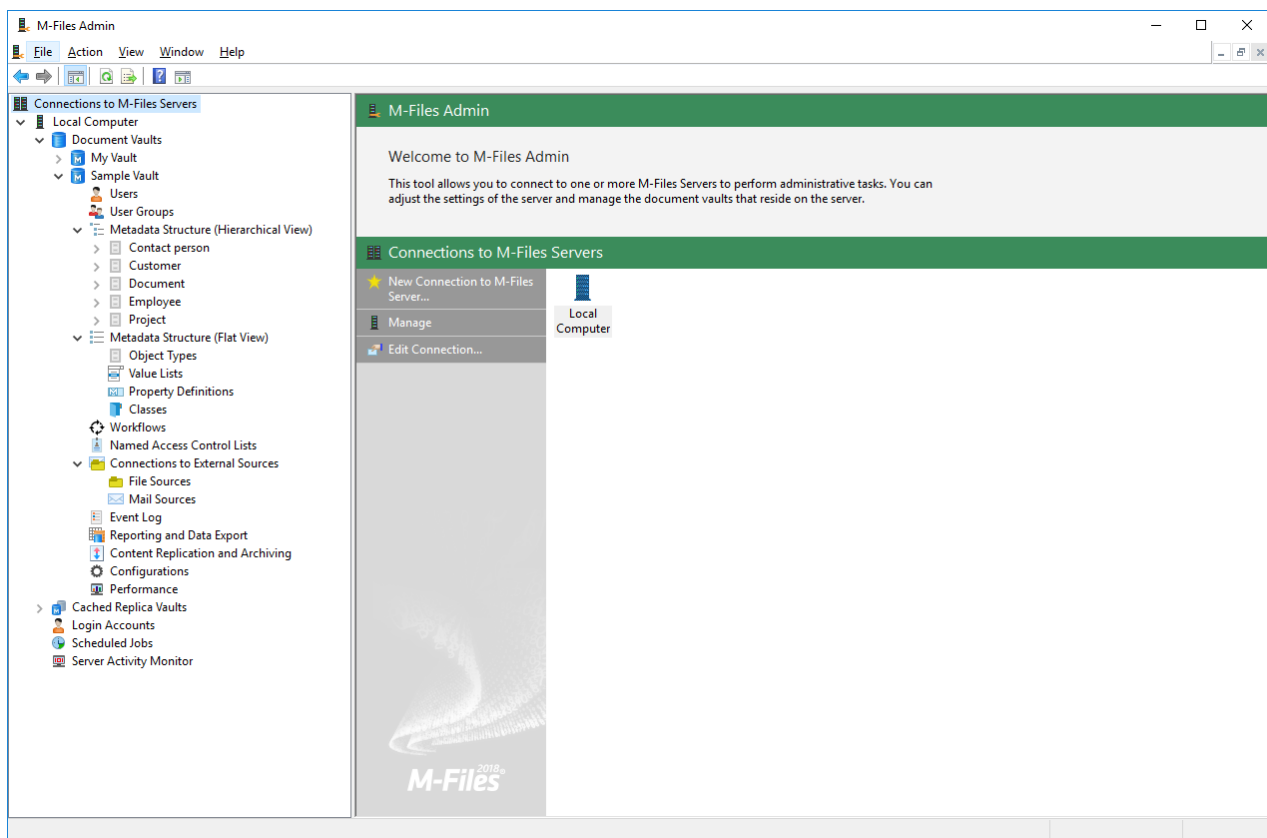 M-Files Admin
File Action View Window Help
Connections to M-Files Servers
Local Computer
Document Vaults
My Vault
Sample Vault
Users
User Groups
Metadata Structure (Hierarchical View)
Contact person
Customer
Document
Employee
Project
Metadata Structure (Flat View)
Object Types
Value Lists
Property Definitions
Classes
Workflows
Named Access Control Lists
Connections to External Sources
File Sources
Mail Sources
Event Log
Reporting and Data Export
Content Replication and Archiving
Configurations
Performance
Cached Replica Vaults
Login Accounts
Scheduled Jobs
Server Activity Monitor
M-Files Admin
Welcome to M-Files Admin
This tool allows you to connect to one or more M-Files Servers to perform administrative tasks. You can
adjust the settings of the server and manage the document vaults that reside on the server.
Connections to M-Files Servers
New Connection to M-Files
Server...
Manage
Edit Connection...
Local
Computer
2018
M-Files®